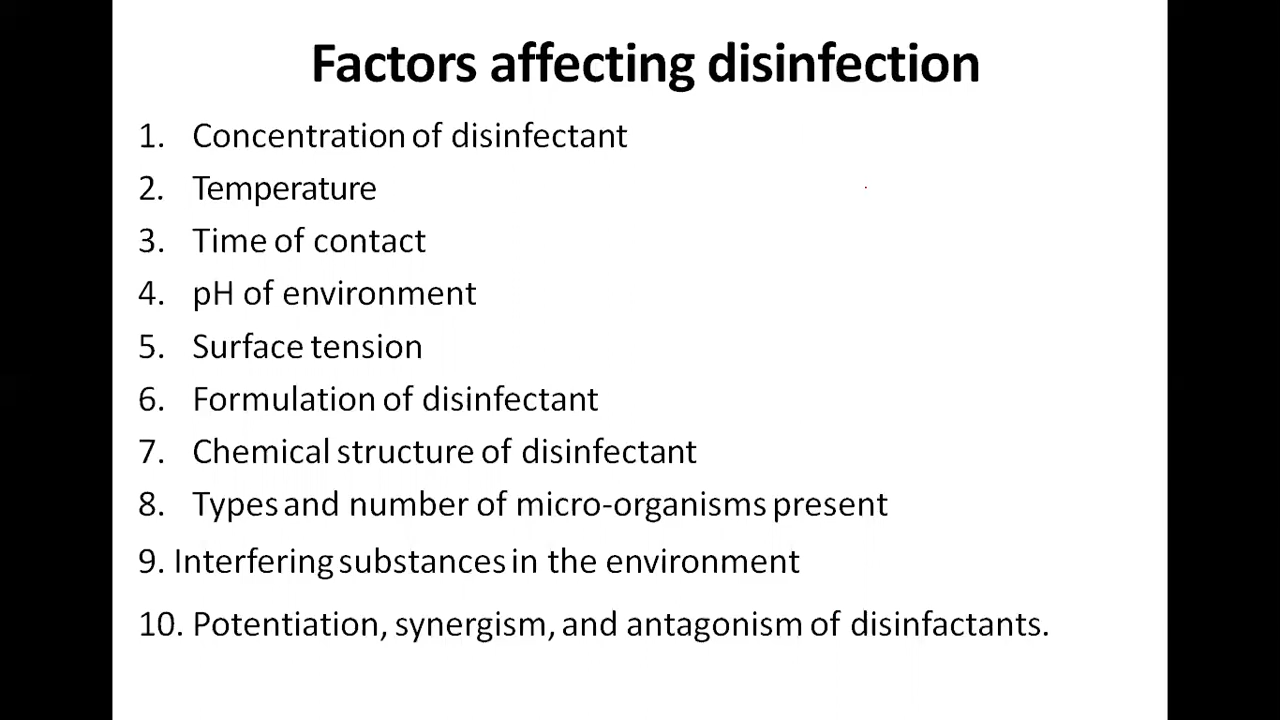 Factors affecting disinfection
1. Concentration of disinfectant
2. Temperature
3. Time of contact
4. pH of environment
5. Surface tension
6. Formulation of disinfectant
7. Chemical structure of disinfectant
8. Types and number of micro-organisms present
9. Interfering substances in the environment
10. Potentiation, synergism, and antagonism of disinfactants.